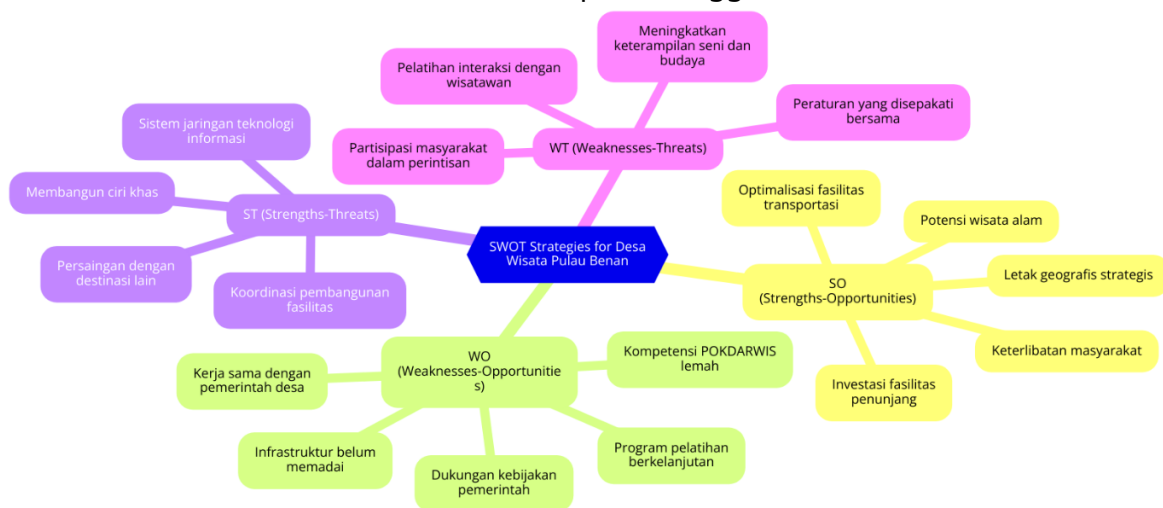 Meningkatkan
keterampilan seni dan
budaya
Pelatihan interaksi dengan
wisatawan
Peraturan yang disepakati
bersama
Partisipasi masyarakat
dalam perintisan
WT (Weaknesses-Threats)
Sistem jaringan teknologi
informasi
Membangun ciri khas
ST (Strengths-Threats)
Persaingan dengan
destinasi lain
Koordinasi pembangunan
fasilitas
SWOT Strategies for Desa
Wisata Pulau Benan
Optimalisasi fasilitas
transportasi
Potensi wisata alam
SO
(Strengths-Opportunities)
Letak geografis strategis
Keterlibatan masyarakat
Investasi fasilitas
penunjang
WO
(Weaknesses-Opportunitie
s)
Kompetensi POKDARWIS
lemah
Kerja sama dengan
pemerintah desa
Infrastruktur belum
memadai
Dukungan kebijakan
pemerintah
Program pelatihan
berkelanjutan